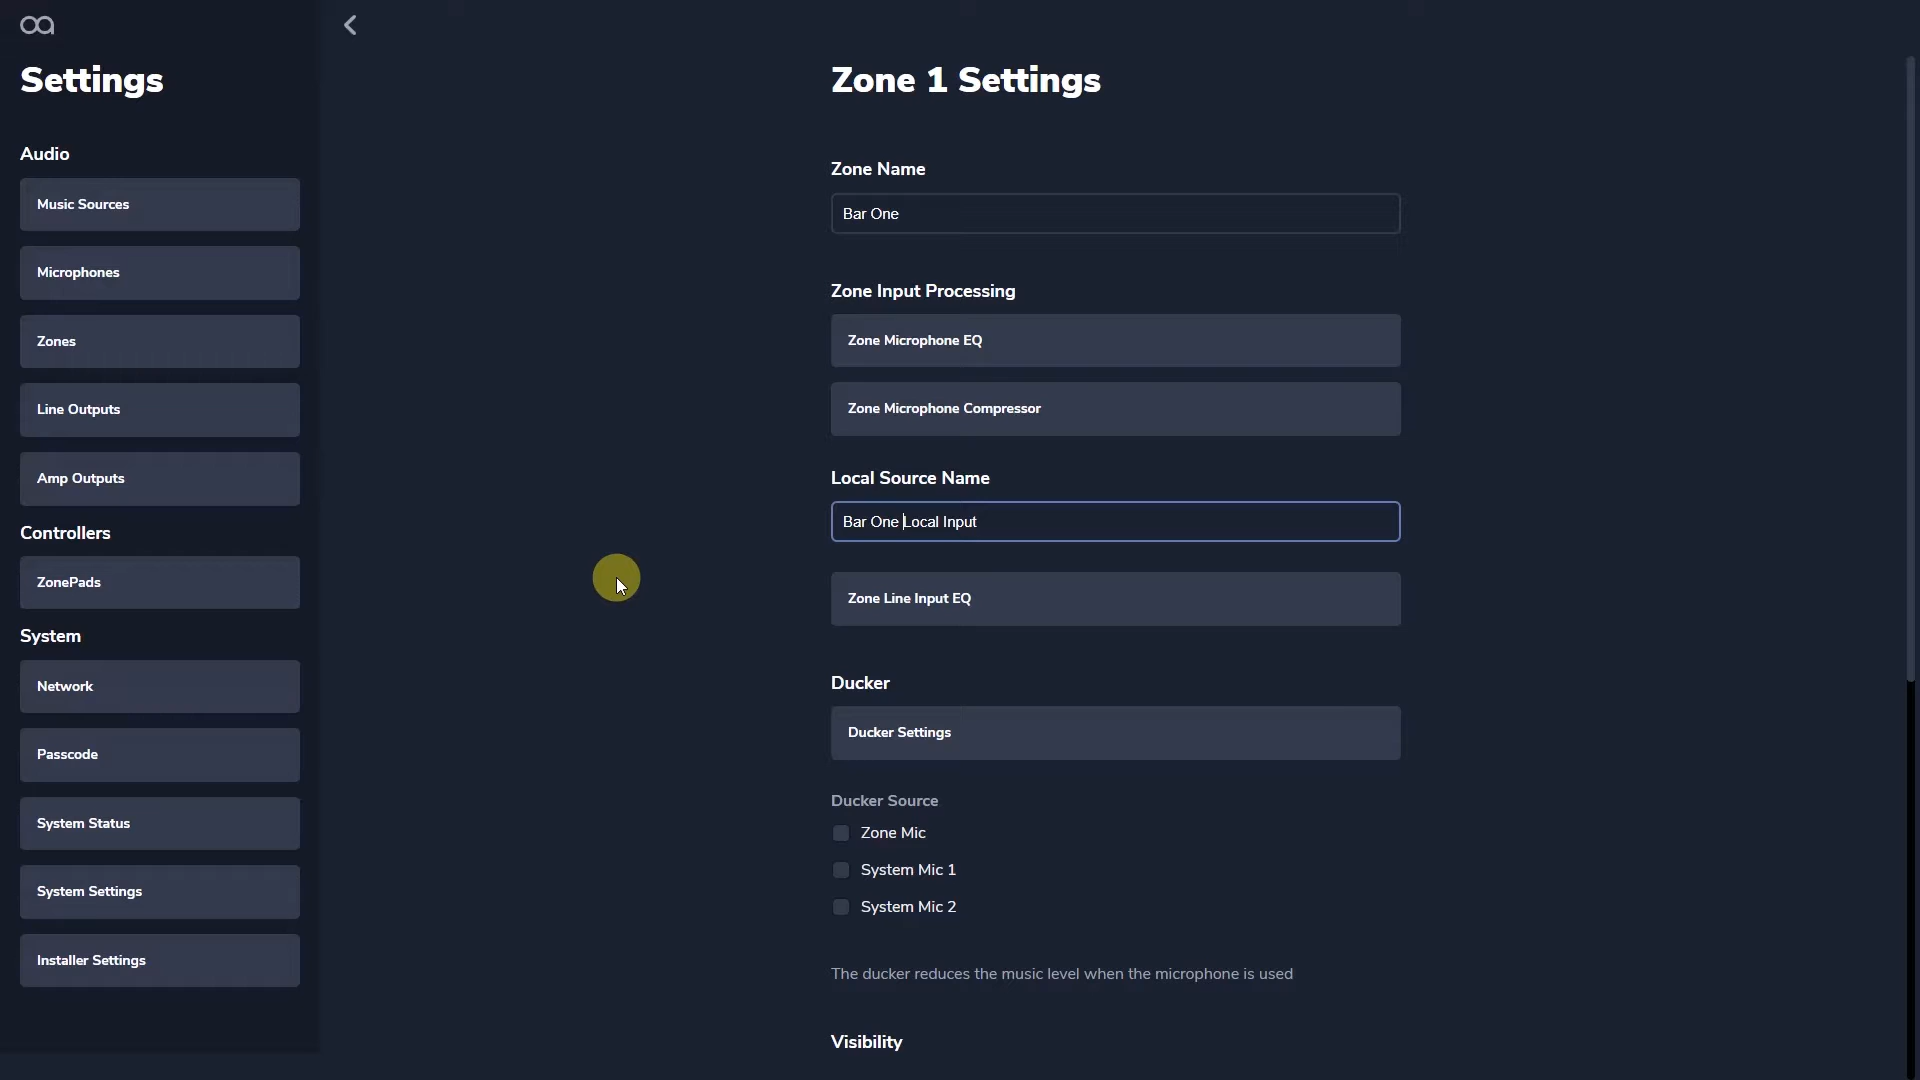 Settings
Audio
Music Sources
Microphones
Zones
Line Outputs
Amp Outputs
Controllers
ZonePads
System
Network
Passcode
System Status
System Settings
Installer Settings
Zone 1 Settings
Zone Name
Bar One
Zone Input Processing
Zone Microphone EQ
Zone Microphone Compressor
Local Source Name
Bar One Local Input
Zone Line Input EQ
Ducker
Ducker Settings
Ducker Source
Zone Mic
System Mic 1
System Mic 2
The ducker reduces the music level when the microphone is used
Visibility